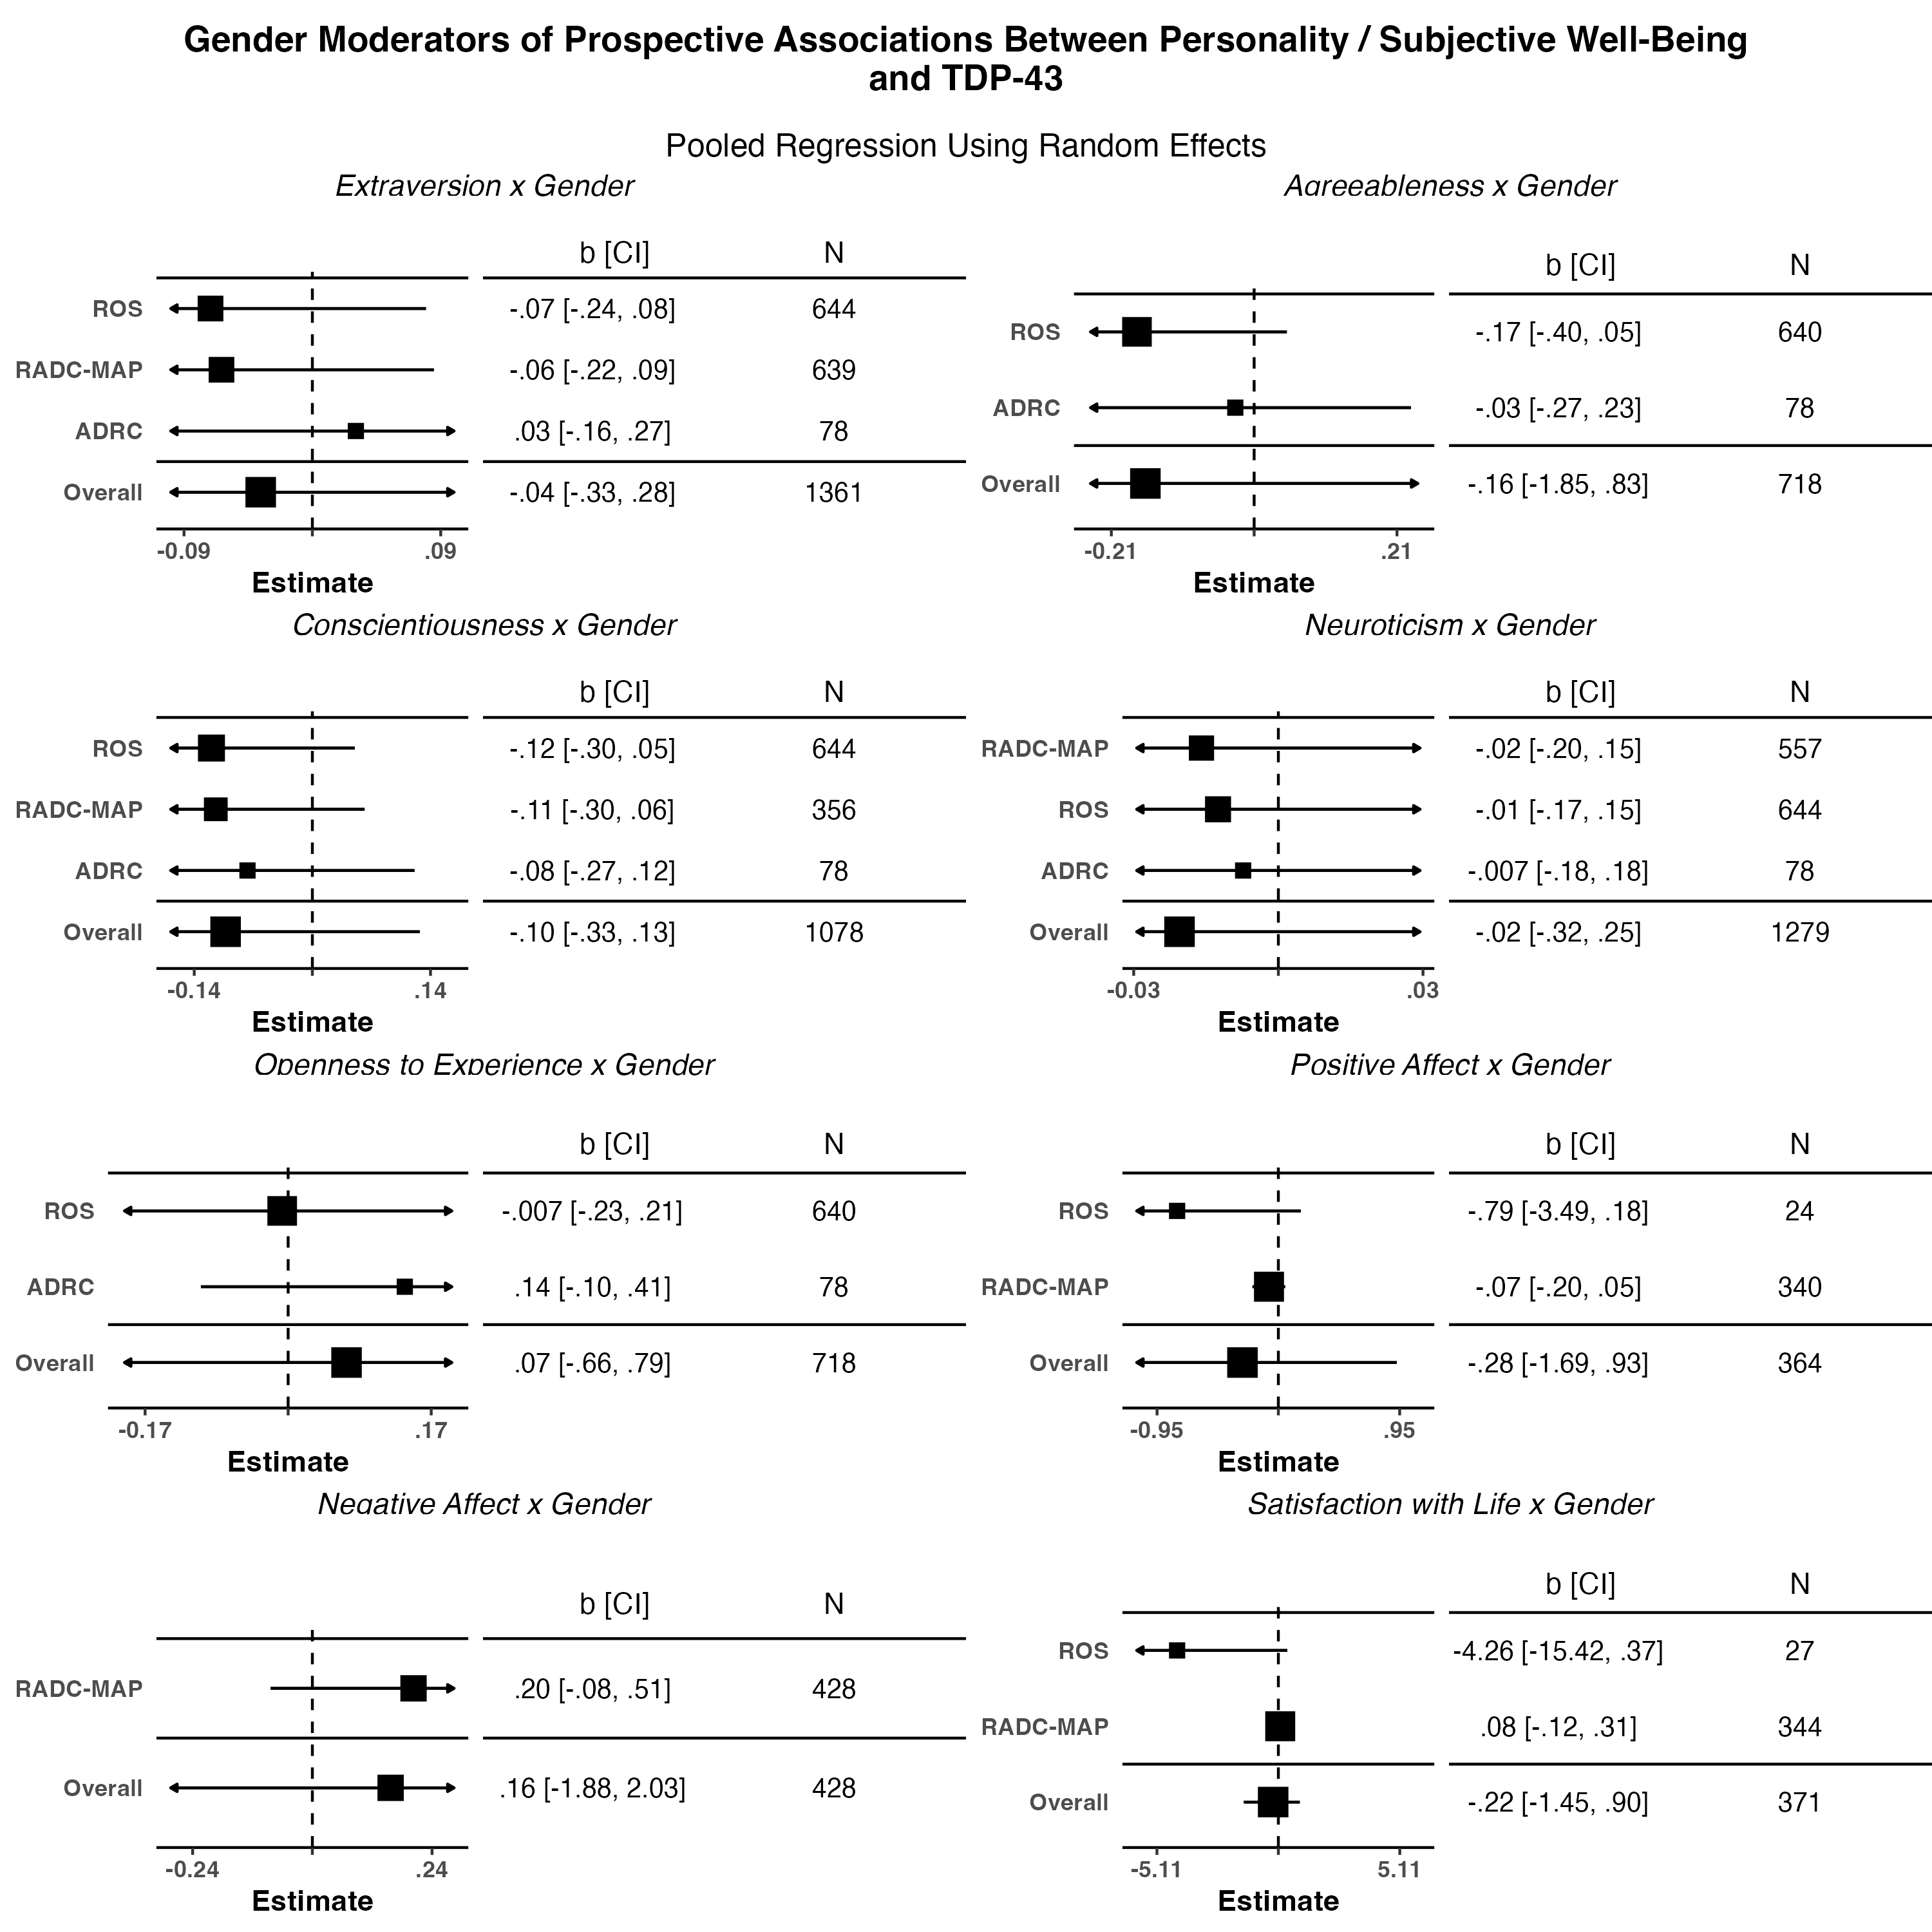 Gender Moderators of Prospective Associations Between Personality / Subjective Well-Being
and TDP-43
Pooled Regression Using Random Effects
Extraversion x Gender
b [CI] N
ROS -.07 [-.24, .08] 644
RADC-MAP -.06 [-.22, .09] 639
ADRC .03 [-.16, .27] 78
Overall -.04 [-.33, .28] 1361
-0.09 .09
Estimate
Agreeableness x Gender
b [CI] N
ROS -.17 [-.40, .05] 640
ADRC -.03 [-.27, .23] 78
Overall -.16 [-1.85, .83] 718
-0.21 .21
Estimate
Conscientiousness x Gender
b [CI] N
ROS -.12 [-.30, .05] 644
RADC-MAP -.11 [-.30, .06] 356
ADRC -.08 [-.27, .12] 78
Overall -.10 [-.33, .13] 1078
-0.14 .14
Estimate
Neuroticism x Gender
b [CI] N
RADC-MAP -.02 [-.20, .15] 557
ROS -.01 [-.17, .15] 644
ADRC -.007 [-.18, .18] 78
Overall -.02 [-.32, .25] 1279
-0.03 .03
Estimate
Openness to Experience x Gender
b [CI] N
ROS -.007 [-.23, .21] 640
ADRC .14 [-.10, .41] 78
Overall .07 [-.66, .79] 718
-0.17 .17
Estimate
Positive Affect x Gender
b [CI] N
ROS -.79 [-3.49, .18] 24
RADC-MAP -.07 [-.20, .05] 340
Overall -.28 [-1.69, .93] 364
-0.95 .95
Estimate
Negative Affect x Gender
b [CI] N
RADC-MAP .20 [-.08, .51] 428
Overall .16 [-1.88, 2.03] 428
-0.24 .24
Estimate
Satisfaction with Life x Gender
b [CI] N
ROS -4.26 [-15.42, .37] 27
RADC-MAP .08 [-.12, .31] 344
Overall -.22 [-1.45, .90] 371
-5.11 5.11
Estimate